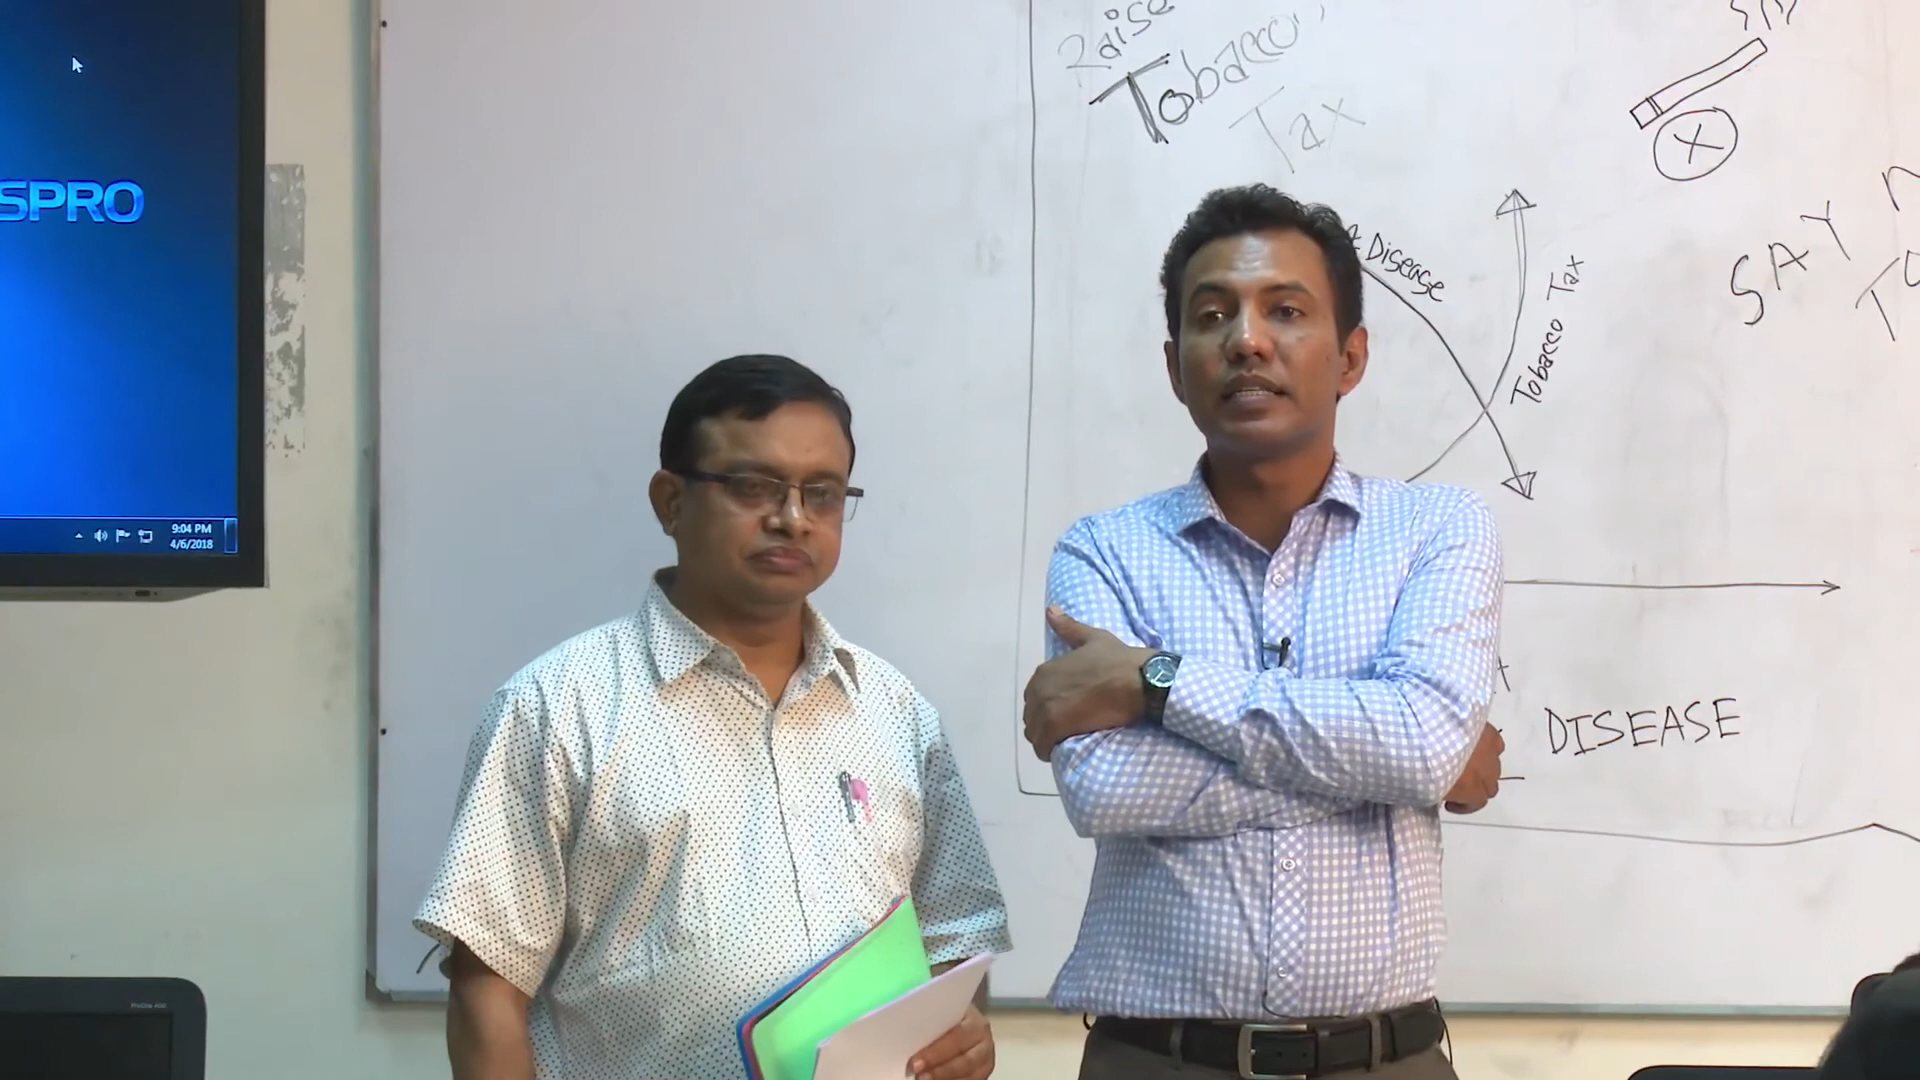 SPRO
9:04 PM
4/6/2018
Raise
Tobacco
Tax
Disease
Tobacco Tax
X
SAY
DISEASE